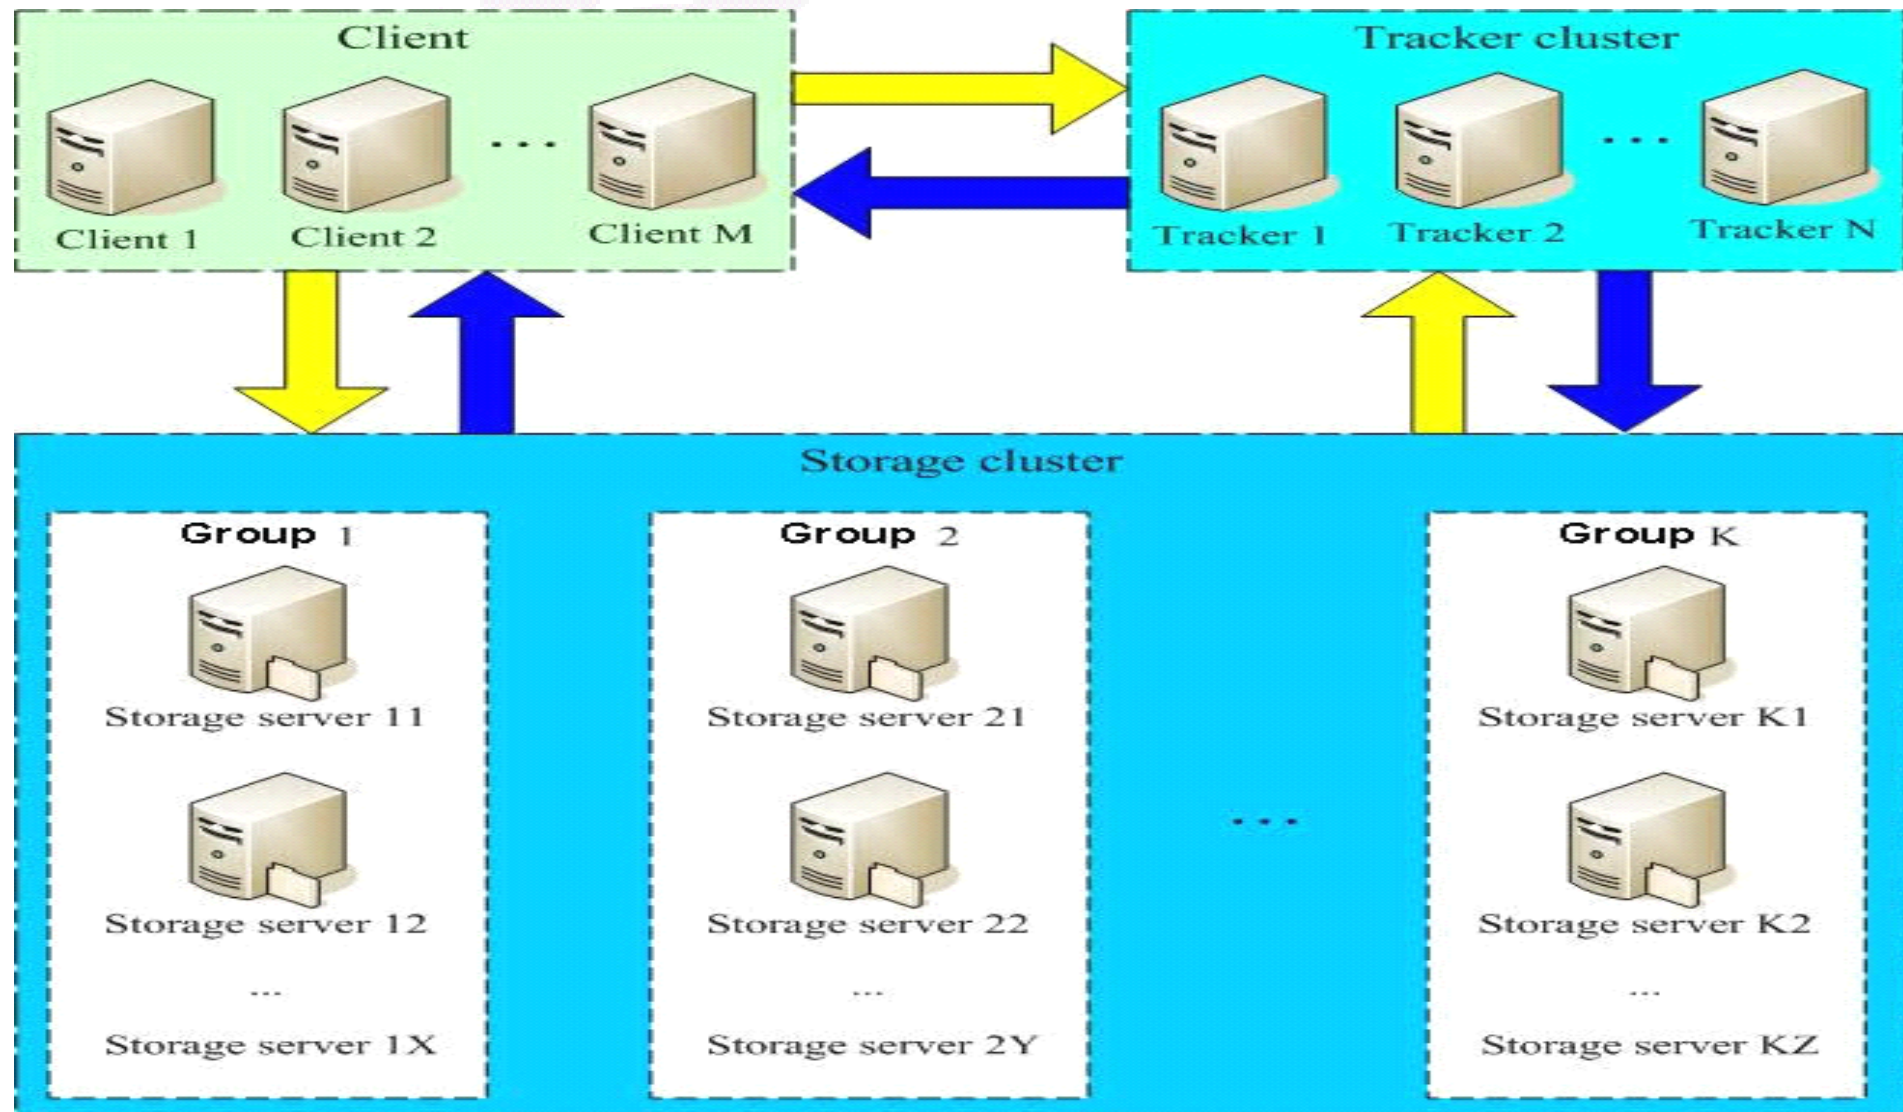 Client
Client 1
Client 2
...
Client M
Tracker cluster
Tracker 1
Tracker 2
...
Tracker N
Storage cluster
Group 1
Storage server 11
Storage server 12
...
Storage server 1X
Group 2
Storage server 21
Storage server 22
...
Storage server 2Y
...
Group K
Storage server K1
Storage server K2
...
Storage server KZ